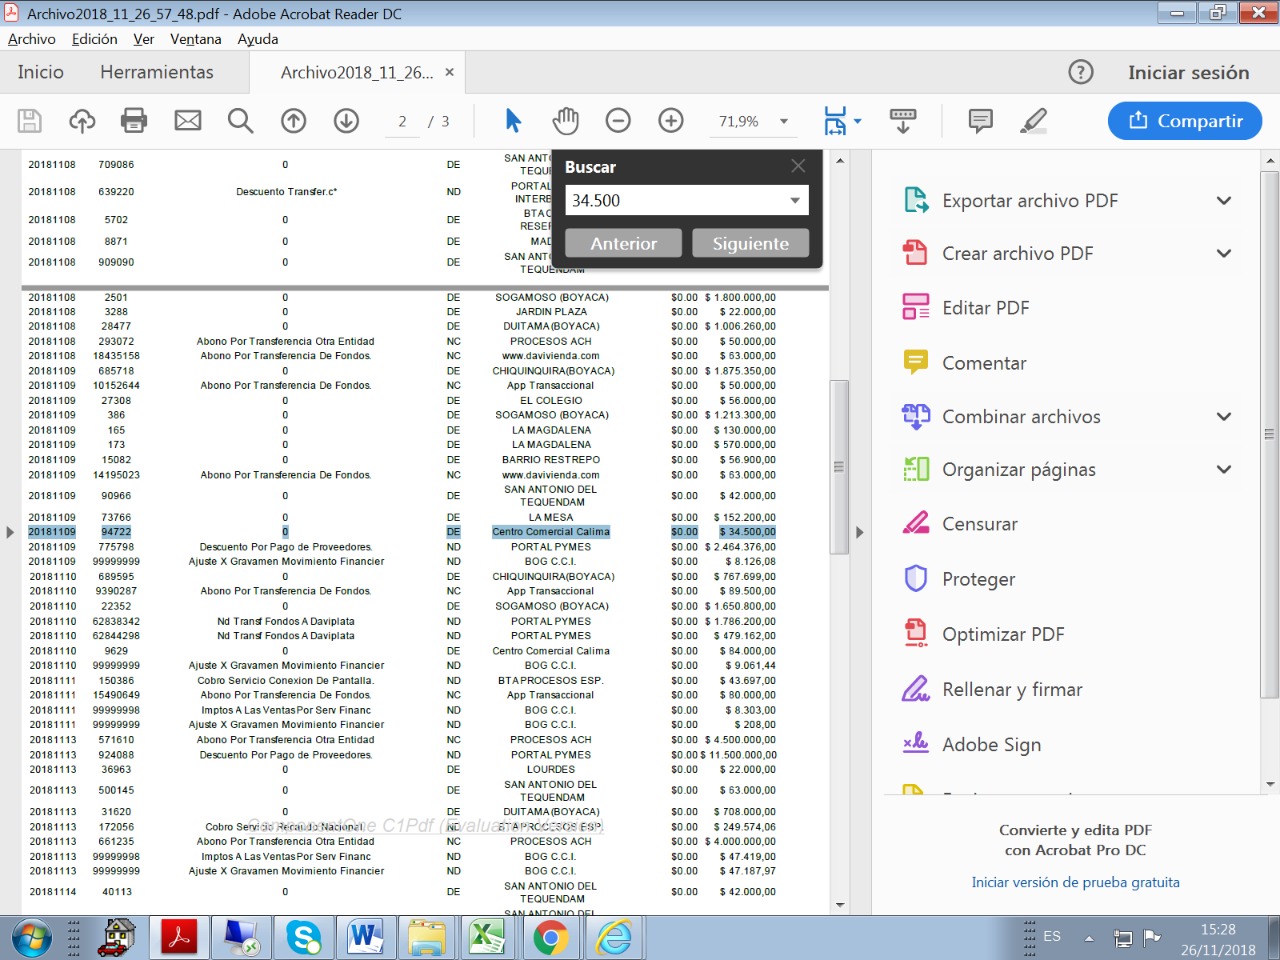 Archivo2018_11_26_57_48.pdf - Adobe Acrobat Reader DC
Archivo Edición Ver Ventana Ayuda
Inicio Herramientas Archivo2018_11_26... × Iniciar sesión
2 / 3 71,9% Compartir
Buscar
34.500
Anterior Siguiente
20181108 709086 0 DE SAN ANT
TEQUEN
20181108 639220 Descuento Transfer.c* ND PORTAL
INTERB
20181108 5702 0 DE BTA C
RESER
20181108 8871 0 DE MAD
20181108 909090 0 DE SAN ANT
TEQUENDAM
20181108 2501 0 DE SOGAMOSO (BOYACA) $0.00 $ 1.800.000,00
20181108 3288 0 DE JARDIN PLAZA $0.00 $ 22.000,00
20181108 28477 0 DE DUITAMA (BOYACA) $0.00 $ 1.006.260,00
20181108 293072 Abono Por Transferencia Otra Entidad NC PROCESOS ACH $0.00 $ 50.000,00
20181108 18435158 Abono Por Transferencia De Fondos. NC www.davivienda.com $0.00 $ 63.000,00
20181108 685718 0 DE CHIQUINQUIRA(BOYACA) $0.00 $ 1.875.350,00
20181109 10152644 Abono Por Transferencia De Fondos. NC App Transaccional $0.00 $ 50.000,00
20181109 27308 0 DE EL COLEGIO $0.00 $ 56.000,00
20181109 386 0 DE SOGAMOSO (BOYACA) $0.00 $ 1.213.300,00
20181109 165 0 DE LA MAGDALENA $0.00 $ 130.000,00
20181109 173 0 DE LA MAGDALENA $0.00 $ 570.000,00
20181109 15082 0 DE BARRIO RESTREPO $0.00 $ 56.900,00
20181109 14195023 Abono Por Transferencia De Fondos. NC www.davivienda.com $0.00 $ 63.000,00
20181109 90966 0 DE SAN ANTONIO DEL TEQUENDAM $0.00 $ 42.000,00
20181109 73766 0 DE LA MESA $0.00 $ 152.200,00
20181109 94722 0 DE Centro Comercial Calima $0.00 $ 34.500,00
20181109 775798 Descuento Por Pago de Proveedores. ND PORTAL PYMES $0.00 $ 2.464.376,00
20181109 99999999 Ajuste X Gravamen Movimiento Financier ND BOG C.C.I. $0.00 $ 8.126,08
20181110 689595 0 DE CHIQUINQUIRA(BOYACA) $0.00 $ 767.699,00
20181110 9390287 Abono Por Transferencia De Fondos. NC App Transaccional $0.00 $ 89.500,00
20181110 22352 0 DE SOGAMOSO (BOYACA) $0.00 $ 1.650.800,00
20181110 62838342 Nd Transf Fondos A Daviplata ND PORTAL PYMES $0.00 $ 1.786.200,00
20181110 62844298 Nd Transf Fondos A Daviplata ND PORTAL PYMES $0.00 $ 479.162,00
20181110 9629 0 DE Centro Comercial Calima $0.00 $ 84.000,00
20181110 99999999 Ajuste X Gravamen Movimiento Financier ND BOG C.C.I. $0.00 $ 9.061,44
20181111 150386 Cobro Servicio Conexion De Pantalla. ND BTAPROCESOS ESP. $0.00 $ 43.697,00
20181111 15490649 Abono Por Transferencia De Fondos. NC App Transaccional $0.00 $ 80.000,00
20181111 99999998 Imptos A Las Ventas Por Serv Financ ND BOG C.C.I. $0.00 $ 8.303,00
20181111 99999999 Ajuste X Gravamen Movimiento Financier ND BOG C.C.I. $0.00 $ 208,00
20181113 571610 Abono Por Transferencia Otra Entidad NC PROCESOS ACH $0.00 $ 4.500.000,00
20181113 924088 Descuento Por Pago de Proveedores. ND PORTAL PYMES $0.00 $ 11.500.000,00
20181113 36963 0 DE LOURDES $0.00 $ 22.000,00
20181113 500145 0 DE SAN ANTONIO DEL TEQUENDAM $0.00 $ 63.000,00
20181113 31620 0 DE DUITAMA (BOYACA) $0.00 $ 708.000,00
ComponentOne C1Pdf (Evaluation Version)
20181113 172056 Cobro Servicio Recaudo Nacional. ND BTAPROCESOS ESP. $0.00 $ 249.574,06
20181113 661235 Abono Por Transferencia Otra Entidad NC PROCESOS ACH $0.00 $ 4.000.000,00
20181113 99999998 Imptos A Las Ventas Por Serv Financ ND BOG C.C.I. $0.00 $ 47.419,00
20181113 99999999 Ajuste X Gravamen Movimiento Financier ND BOG C.C.I. $0.00 $ 47.187,97
20181114 40113 0 DE SAN ANTONIO DEL TEQUENDAM $0.00 $ 42.000,00
SAN ANTONIO DEL
Exportar archivo PDF
Crear archivo PDF
Editar PDF
Comentar
Combinar archivos
Organizar páginas
Censurar
Proteger
Optimizar PDF
Rellenar y firmar
Adobe Sign
Convierte y edita PDF
con Acrobat Pro DC
Iniciar versión de prueba gratuita
ES
15:28
26/11/2018